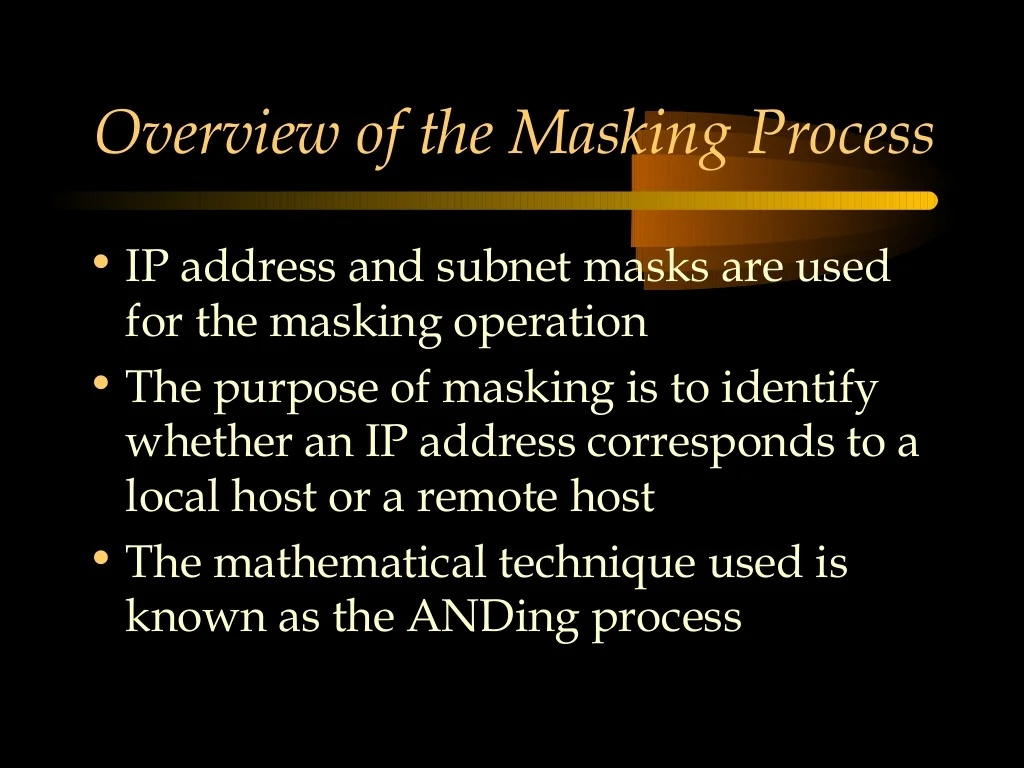 Overview of the Masking Process
• IP address and subnet masks are used
for the masking operation
• The purpose of masking is to identify
whether an IP address corresponds to a
local host or a remote host
• The mathematical technique used is
known as the ANDing process